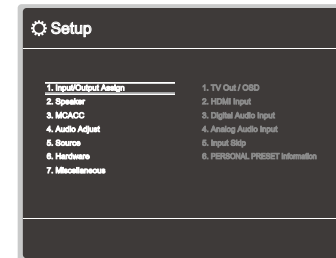 Setup
1. Input/Output Assign
2. Speaker
3. MCACC
4. Audio Adjust
5. Source
6. Hardware
7. Miscellaneous
1. TV Out / OSD
2. HDMI Input
3. Digital Audio Input
4. Analog Audio Input
5. Input Skip
6. PERSONAL PRESET Information